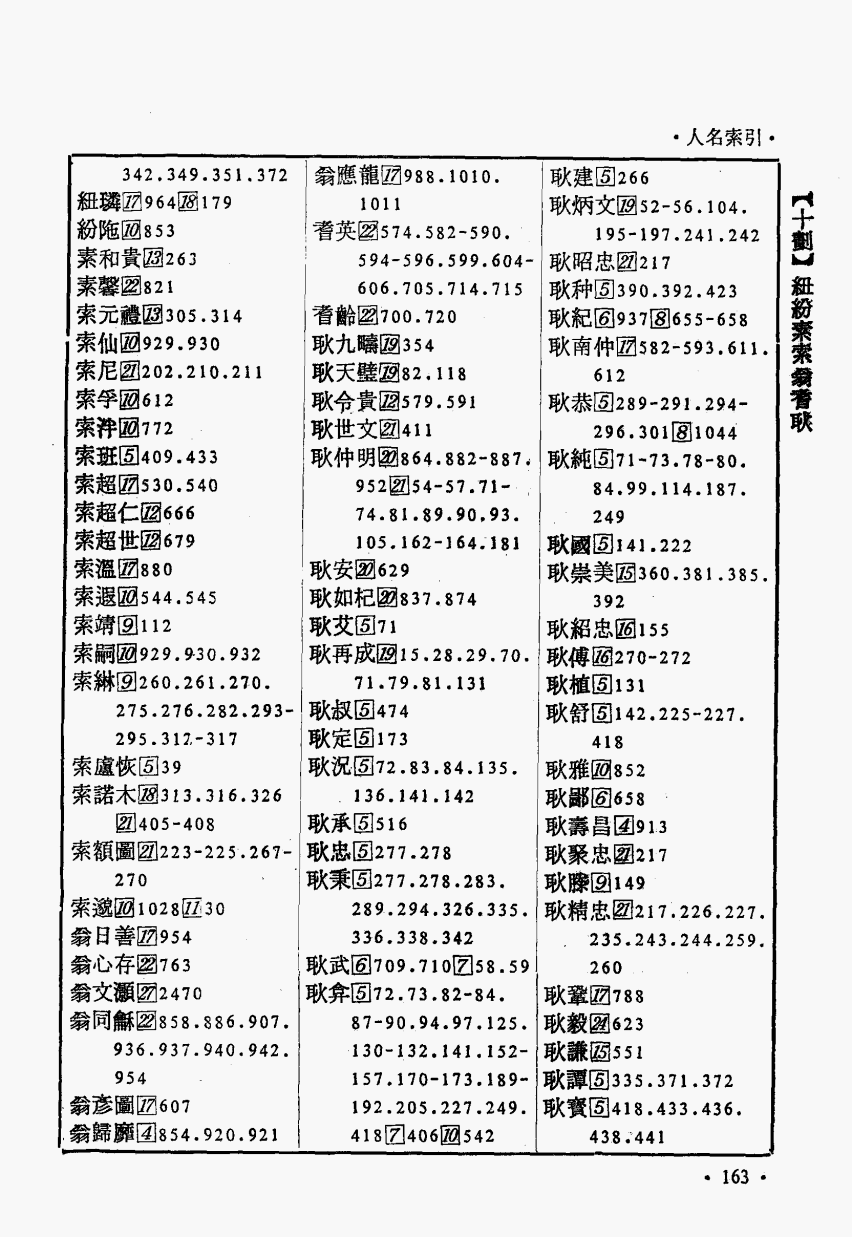 ·人名索引·
342.349.351.372
紐璘[17]964[18]179
紛陁[10]853
素和貴[13]263
素馨[22]821
索元禮[13]305.314
索仙[10]929.930
索尼[21]202.210.211
索孚[10]612
索泮[10]772
索班[5]409.433
索超[17]530.540
索超仁[12]666
索超世[12]679
索溫[17]880
索遐[10]544.545
索靖[9]112
索嗣[10]929.930.932
索綝[9]260.261.270.
275.276.282.293-
295.312-317
索盧恢[5]39
索諾木[18]313.316.326
[21]405-408
索額圖[21]223-225.267-
270
索邈[10]1028[11]30
翁日善[17]954
翁心存[22]763
翁文灝[27]2470
翁同龢[22]858.886.907.
936.937.940.942.
954
翁彥圖[17]607
翁歸靡[4]854.920.921
翁應龍[17]988.1010.
1011
耆英[22]574.582-590.
594-596.599.604-
606.705.714.715
耆齡[22]700.720
耿九疇[19]354
耿天璧[19]82.118
耿令貴[12]579.591
耿世文[21]411
耿仲明[20]864.882-887.
952[21]54-57.71-
74.81.89.90.93.
105.162-164.181
耿安[20]629
耿如杞[20]837.874
耿艾[5]71
耿再成[19]15.28.29.70.
71.79.81.131
耿叔[5]474
耿定[5]173
耿況[5]72.83.84.135.
136.141.142
耿承[5]516
耿忠[5]277.278
耿秉[5]277.278.283.
289.294.326.335.
336.338.342
耿武[6]709.710[7]58.59
耿弇[5]72.73.82-84.
87-90.94.97.125.
130-132.141.152-
157.170-173.189-
192.205.227.249.
418[7]406[10]542
耿建[5]266
耿炳文[19]52-56.104.
195-197.241.242
耿昭忠[21]217
耿种[5]390.392.423
耿紀[6]937[8]655-658
耿南仲[17]582-593.611.
612
耿恭[5]289-291.294-
296.301[8]1044
耿純[5]71-73.78-80.
84.99.114.187.
249
耿國[5]141.222
耿崇美[15]360.381.385.
392
耿紹忠[16]155
耿傅[16]270-272
耿植[5]131
耿舒[5]142.225-227.
418
耿雅[10]852
耿鄙[6]658
耿壽昌[4]913
耿聚忠[21]217
耿滕[9]149
耿精忠[21]217.226.227.
235.243.244.259.
260
耿鞏[17]788
耿毅[24]623
耿謙[15]551
耿譚[5]335.371.372
耿寶[5]418.433.436.
438.441
【十劃】紐紛素索翁耆耿
·163·